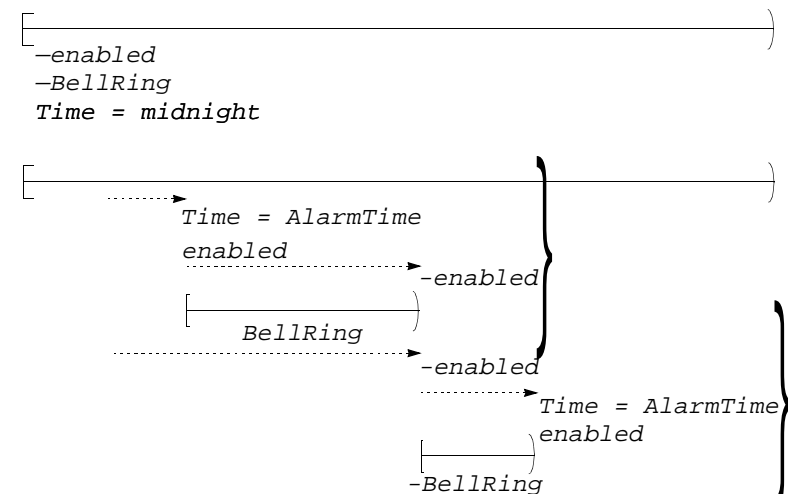 ¬enabled
¬BellRing
Time = midnight
Time = AlarmTime
enabled
¬enabled
BellRing
¬enabled
Time = AlarmTime
enabled
¬BellRing